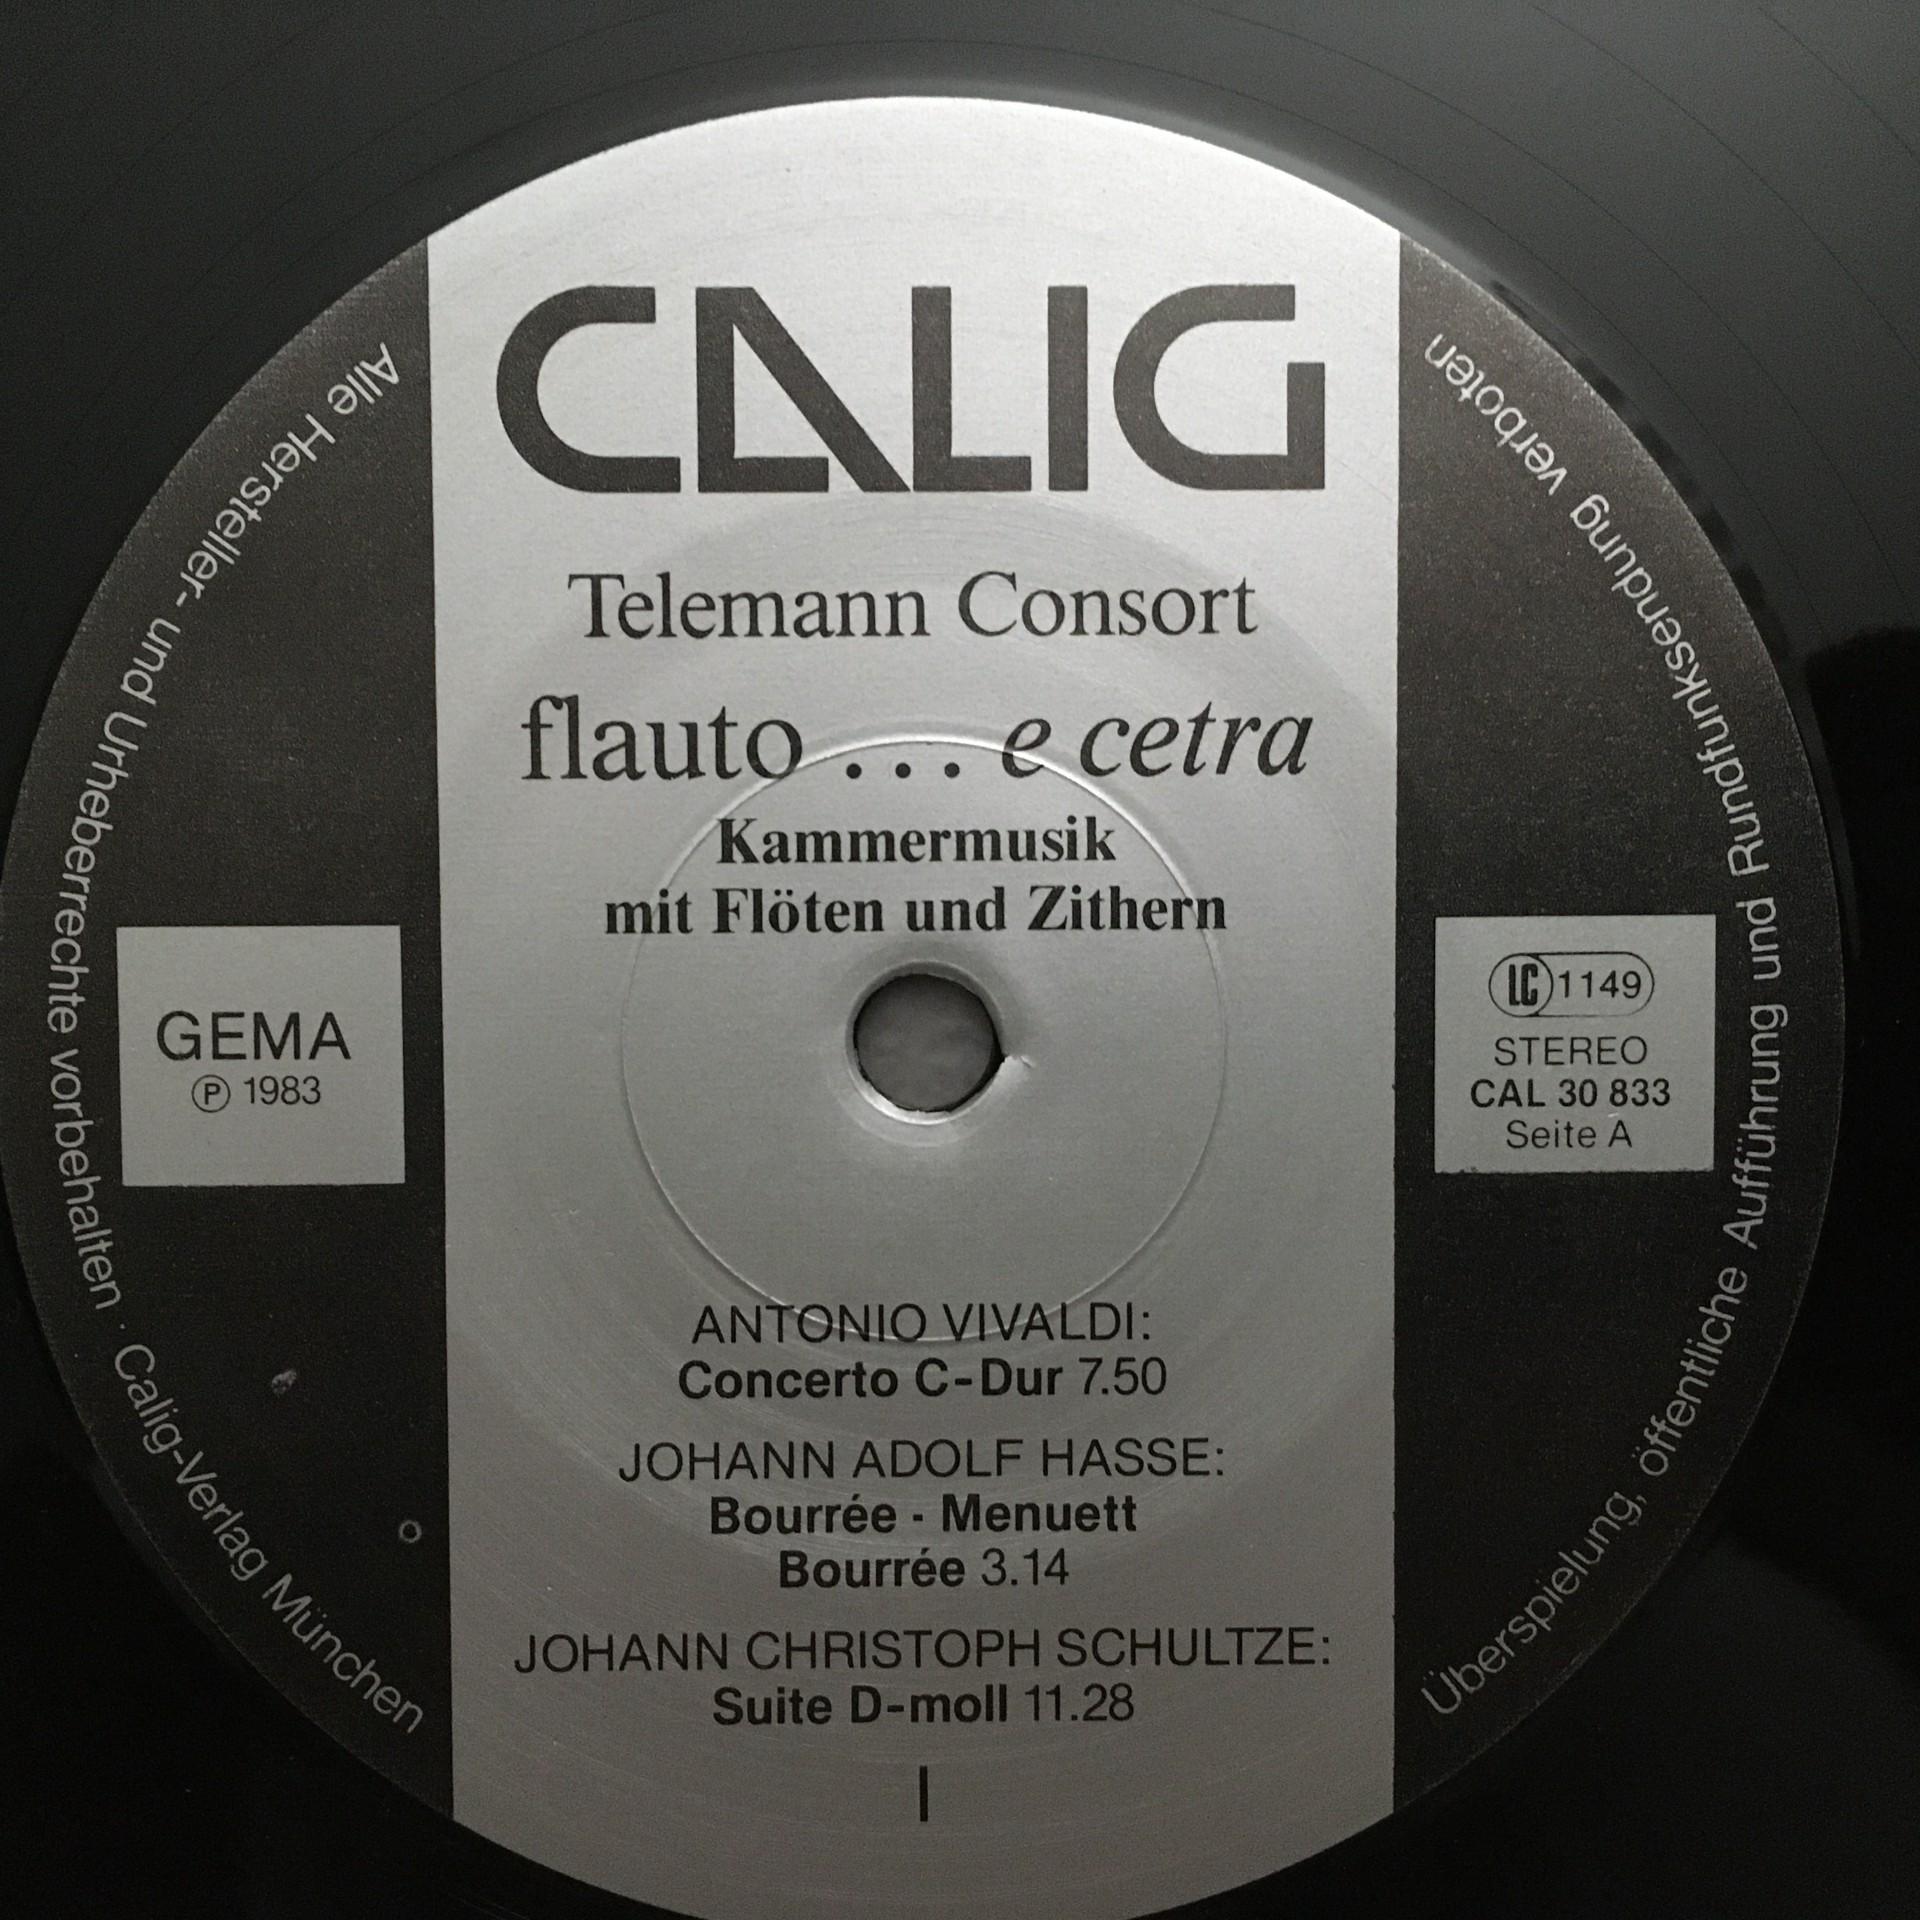 CALIG
Telemann Consort
flauto . . . e cetra
Kammermusik
mit Flöten und Zithern
GEMA
Ⓟ 1983
LC 1149
STEREO
CAL 30 833
Seite A
ANTONIO VIVALDI:
Concerto C-Dur 7.50
JOHANN ADOLF HASSE:
Bourrée · Menuett
Bourrée 3.14
JOHANN CHRISTOPH SCHULTZE:
Suite D-moll 11.28
I
Alle Hersteller- und Urheberrechte vorbehalten · Calig-Verlag München
Überspielung, öffentliche Aufführung und Rundfunksendung verboten